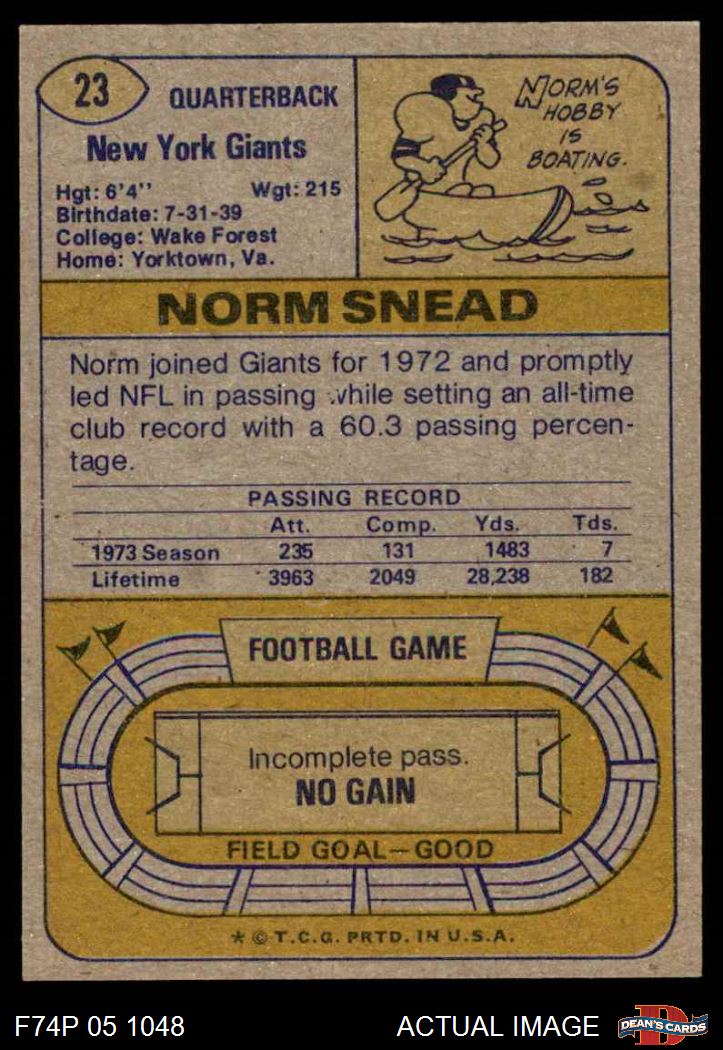 23
QUARTERBACK
New York Giants
Hgt: 6'4'' Wgt: 215
Birthdate: 7-31-39
College: Wake Forest
Home: Yorktown, Va.
NORM'S
HOBBY
IS
BOATING.
NORM SNEAD
Norm joined Giants for 1972 and promptly
led NFL in passing while setting an all-time
club record with a 60.3 passing percen-
tage.
PASSING RECORD
Att. Comp. Yds. Tds.
1973 Season 235 131 1483 7
Lifetime 3963 2049 28,238 182
FOOTBALL GAME
Incomplete pass.
NO GAIN
FIELD GOAL—GOOD
* © T.C.G. PRTD. IN U.S.A.
F74P 05 1048 ACTUAL IMAGE
D
DEAN'S CARDS